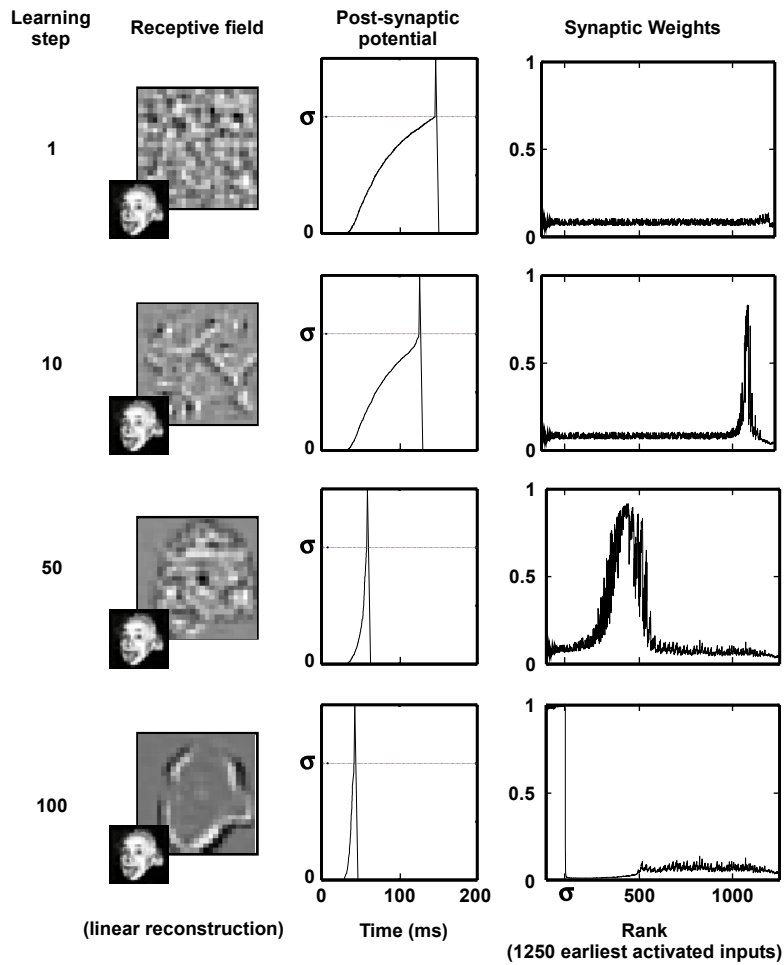 Learning step
Receptive field
Post-synaptic potential
Synaptic Weights
1
σ
0
1
0.5
0
10
σ
0
1
0.5
0
50
σ
0
1
0.5
0
100
σ
0
1
0.5
0
0
100
200
σ
500
1000
(linear reconstruction)
Time (ms)
Rank
(1250 earliest activated inputs)